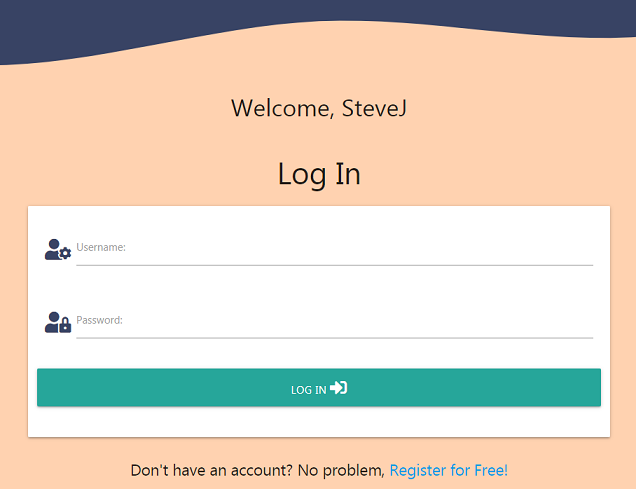 Welcome, SteveJ
Log In
Username:
Password:
LOG IN
Don't have an account? No problem, Register for Free!